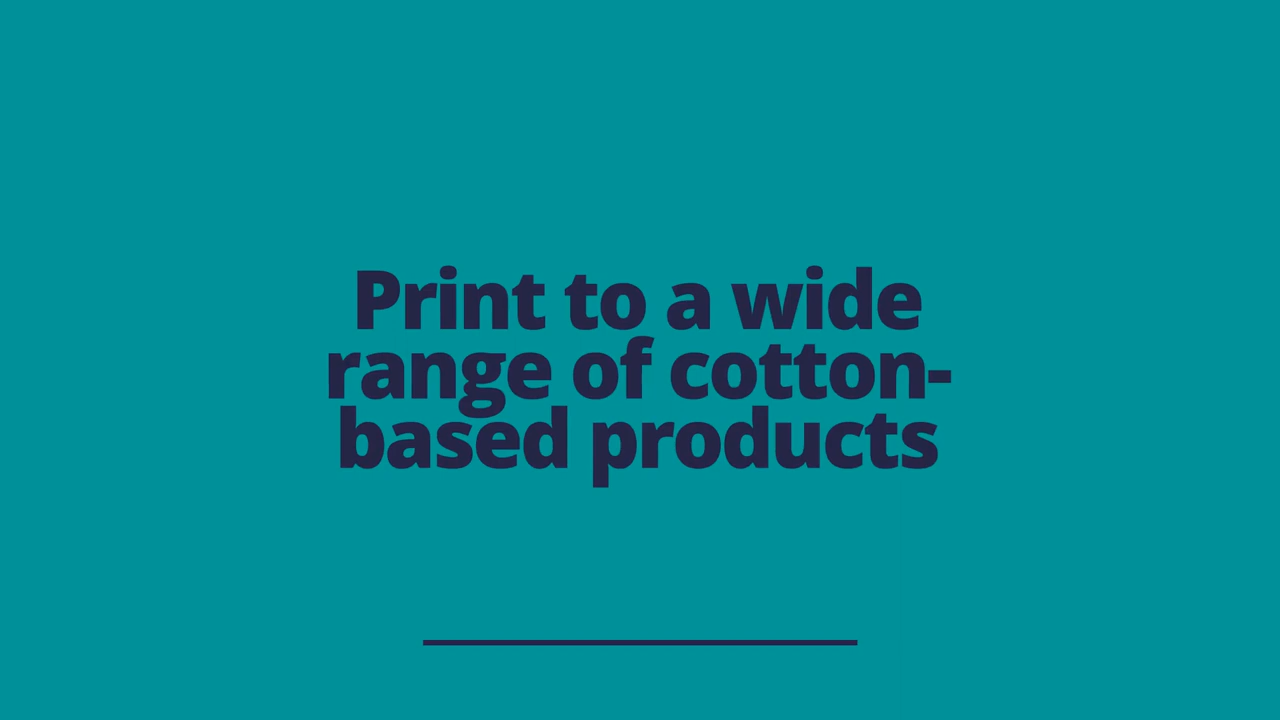 Print to a wide
range of cotton-
based products